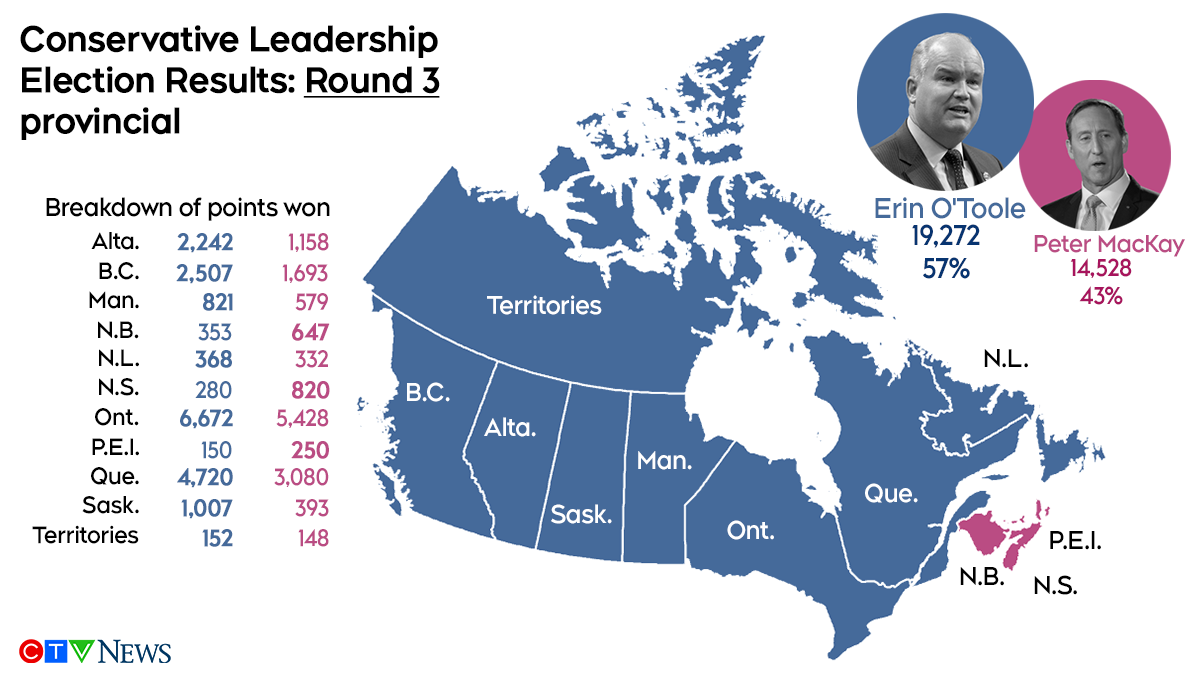 Conservative Leadership
Election Results: Round 3
provincial
Breakdown of points won
Alta. 2,242 1,158
B.C. 2,507 1,693
Man. 821 579
N.B. 353 647
N.L. 368 332
N.S. 280 820
Ont. 6,672 5,428
P.E.I. 150 250
Que. 4,720 3,080
Sask. 1,007 393
Territories 152 148
Erin O'Toole
19,272
57%
Peter MacKay
14,528
43%
Territories
B.C.
Alta.
Sask.
Man.
Ont.
Que.
N.L.
P.E.I.
N.B.
N.S.
CTV News